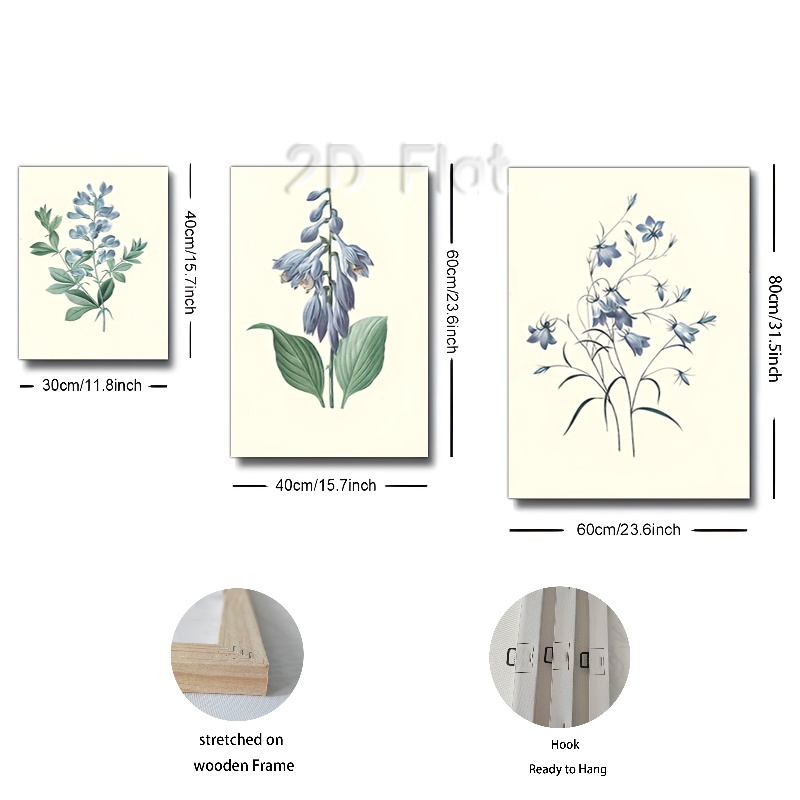 2D Flat
40cm/15.7inch
30cm/11.8inch
60cm/23.6inch
40cm/15.7inch
80cm/31.5inch
60cm/23.6inch
stretched on
wooden Frame
Hook
Ready to Hang